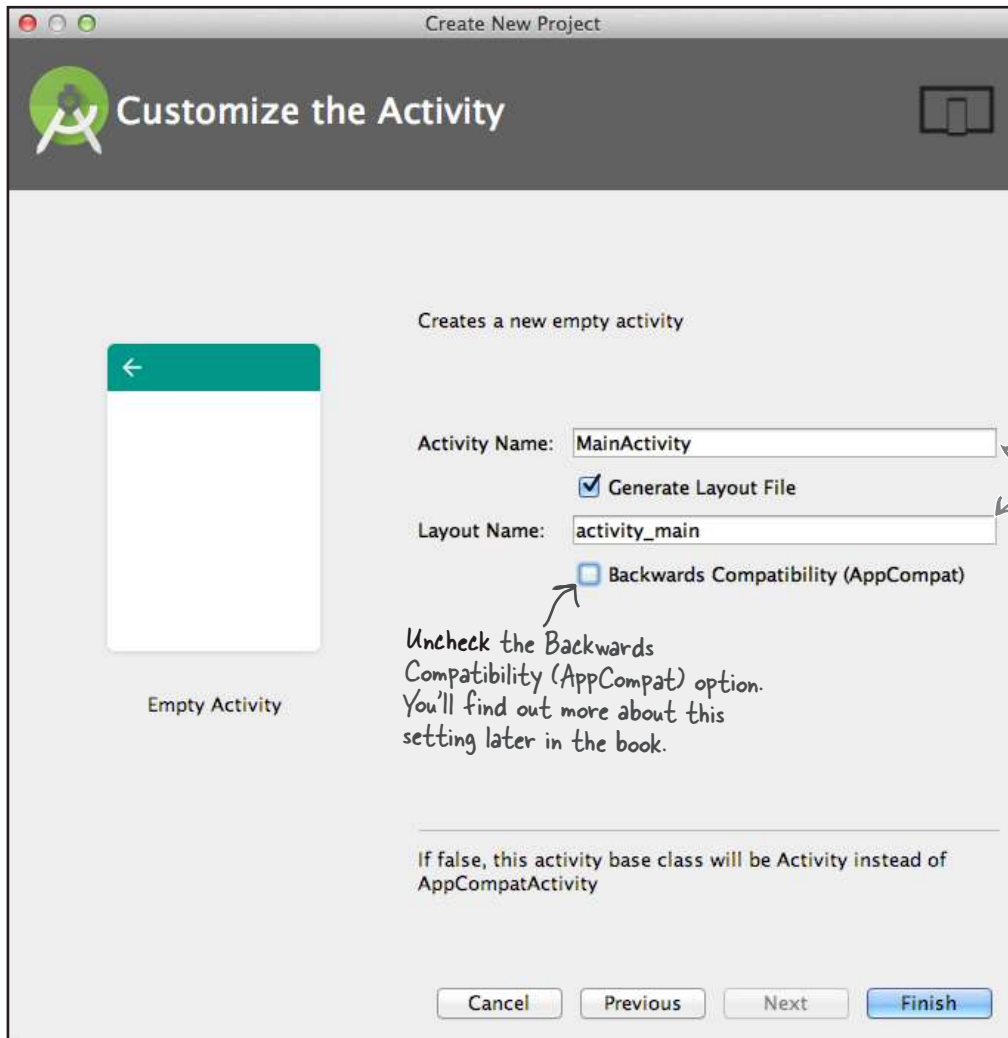 Create New Project
Customize the Activity
Creates a new empty activity
Activity Name: MainActivity
Generate Layout File
Layout Name: activity_main
Backwards Compatibility (AppCompat)
Uncheck the Backwards
Compatibility (AppCompat) option.
You'll find out more about this
setting later in the book.
Empty Activity
If false, this activity base class will be Activity instead of
AppCompatActivity
Cancel Previous Next Finish